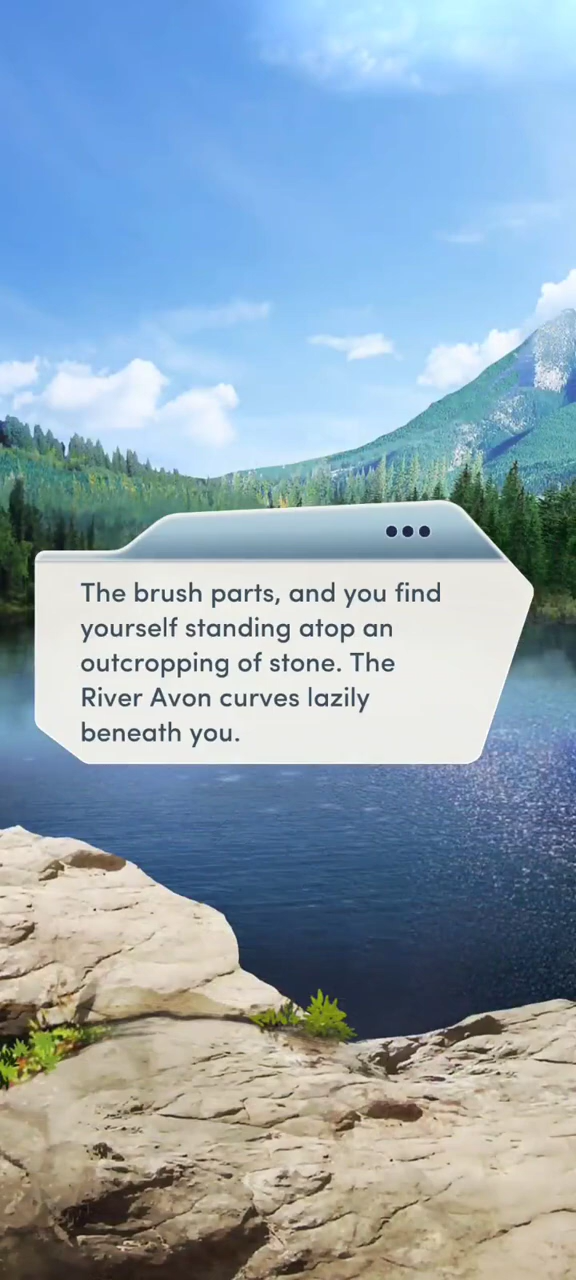 The brush parts, and you find
yourself standing atop an
outcropping of stone. The
River Avon curves lazily
beneath you.